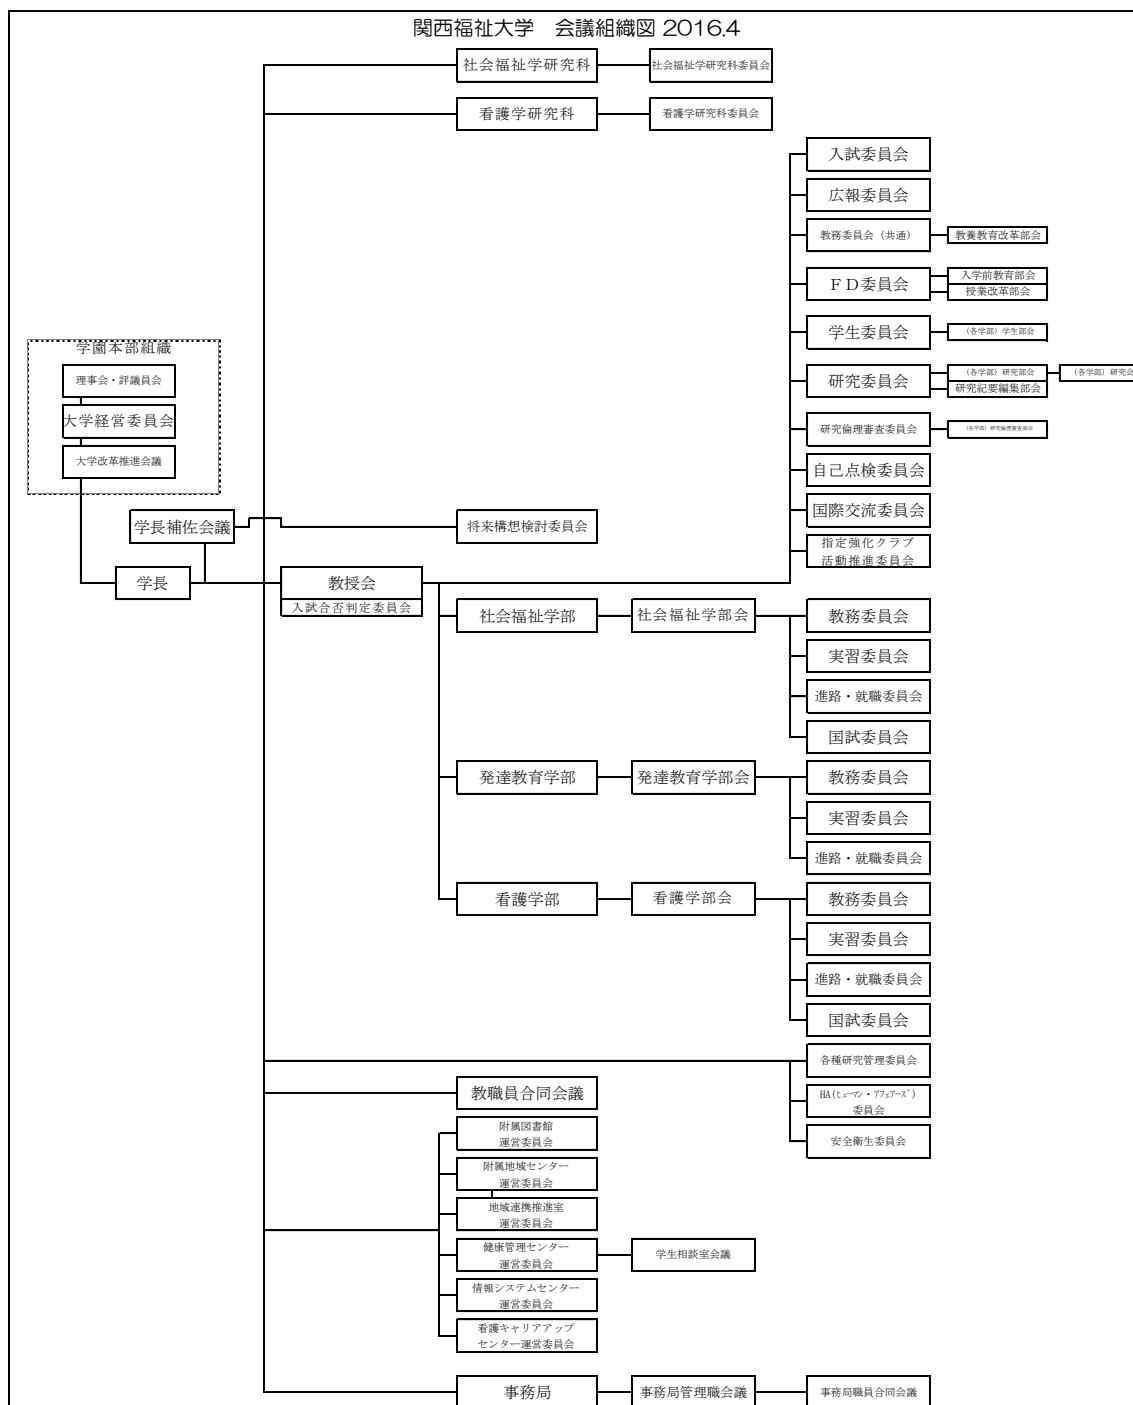 関西福祉大学　会議組織図 2016.4
社会福祉学研究科
社会福祉学研究科委員会
看護学研究科
看護学研究科委員会
入試委員会
広報委員会
教務委員会（共通）
教養教育改革部会
ＦＤ委員会
入学前教育部会
授業改革部会
学生委員会
（各学部）学生部会
研究委員会
（各学部）研究部会
（各学部）研究会
研究紀要編集部会
研究倫理審査委員会
（各学部）研究倫理審査部会
自己点検委員会
国際交流委員会
指定強化クラブ
活動推進委員会
学園本部組織
理事会・評議員会
大学経営委員会
大学改革推進会議
学長補佐会議
将来構想検討委員会
学長
教授会
入試合否判定委員会
社会福祉学部
社会福祉学部会
教務委員会
実習委員会
進路・就職委員会
国試委員会
発達教育学部
発達教育学部会
教務委員会
実習委員会
進路・就職委員会
看護学部
看護学部会
教務委員会
実習委員会
進路・就職委員会
国試委員会
各種研究管理委員会
HA(ﾋｭｰﾏﾝ・ｱﾌｪｱｰｽﾞ)
委員会
安全衛生委員会
教職員合同会議
附属図書館
運営委員会
附属地域センター
運営委員会
地域連携推進室
運営委員会
健康管理センター
運営委員会
学生相談室会議
情報システムセンター
運営委員会
看護キャリアアップ
センター運営委員会
事務局
事務局管理職会議
事務局職員合同会議